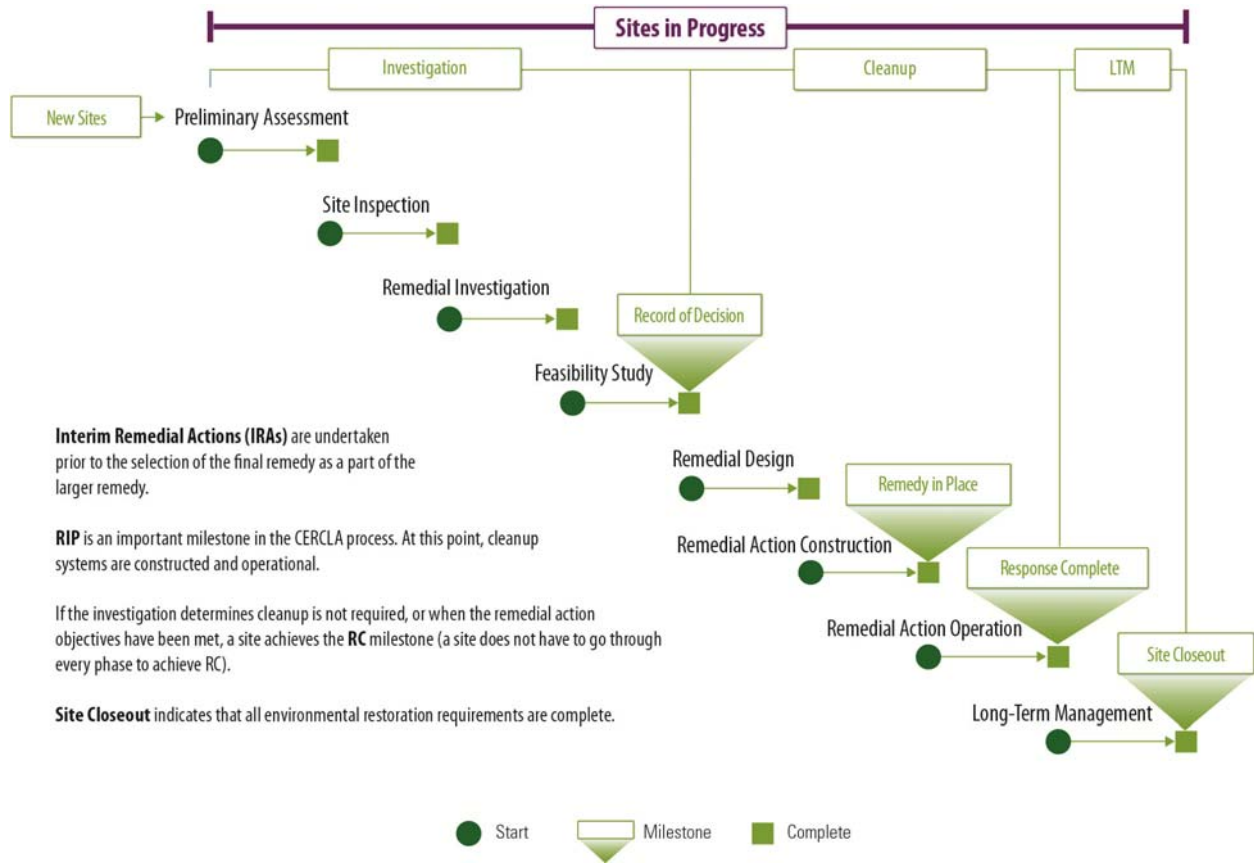 Sites in Progress
Investigation
Cleanup
LTM
New Sites
Preliminary Assessment
Site Inspection
Remedial Investigation
Record of Decision
Feasibility Study
Interim Remedial Actions (IRAs) are undertaken
prior to the selection of the final remedy as a part of the
larger remedy.
Remedial Design
Remedy in Place
RIP is an important milestone in the CERCLA process. At this point, cleanup
systems are constructed and operational.
Remedial Action Construction
Response Complete
If the investigation determines cleanup is not required, or when the remedial action
objectives have been met, a site achieves the RC milestone (a site does not have to go through
every phase to achieve RC).
Remedial Action Operation
Site Closeout
Site Closeout indicates that all environmental restoration requirements are complete.
Long-Term Management
Start
Milestone
Complete